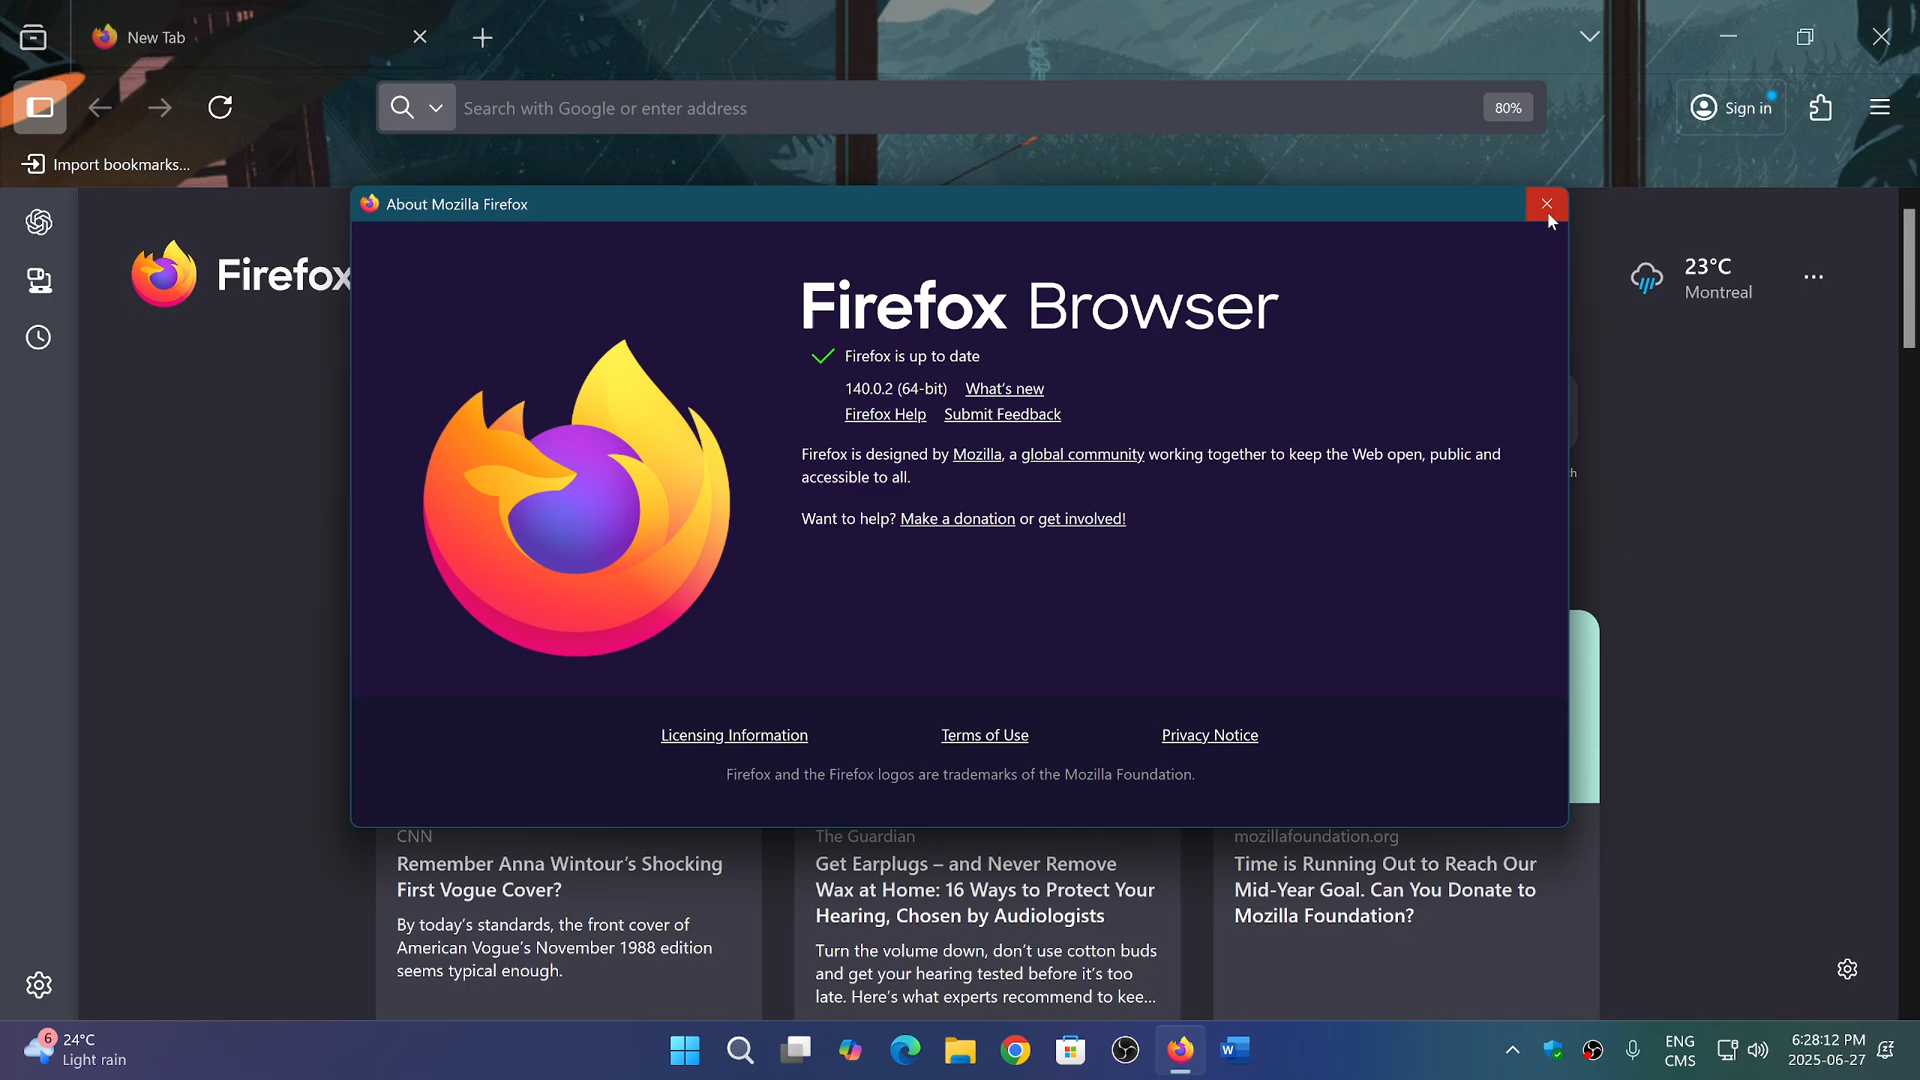 New Tab
Search with Google or enter address
80%
Sign in
Import bookmarks...
About Mozilla Firefox
Firefox
23°C
Montreal
Firefox Browser
Firefox is up to date
140.0.2 (64-bit) What's new
Firefox Help Submit Feedback
Firefox is designed by Mozilla, a global community working together to keep the Web open, public and
accessible to all.
Want to help? Make a donation or get involved!
Licensing Information Terms of Use Privacy Notice
Firefox and the Firefox logos are trademarks of the Mozilla Foundation.
CNN
Remember Anna Wintour's Shocking
First Vogue Cover?
By today's standards, the front cover of
American Vogue's November 1988 edition
seems typical enough.
The Guardian
Get Earplugs – and Never Remove
Wax at Home: 16 Ways to Protect Your
Hearing, Chosen by Audiologists
Turn the volume down, don't use cotton buds
and get your hearing tested before it's too
late. Here's what experts recommend to kee...
mozillafoundation.org
Time is Running Out to Reach Our
Mid-Year Goal. Can You Donate to
Mozilla Foundation?
6
24°C
Light rain
W
ENG
CMS
6:28:12 PM
2025-06-27